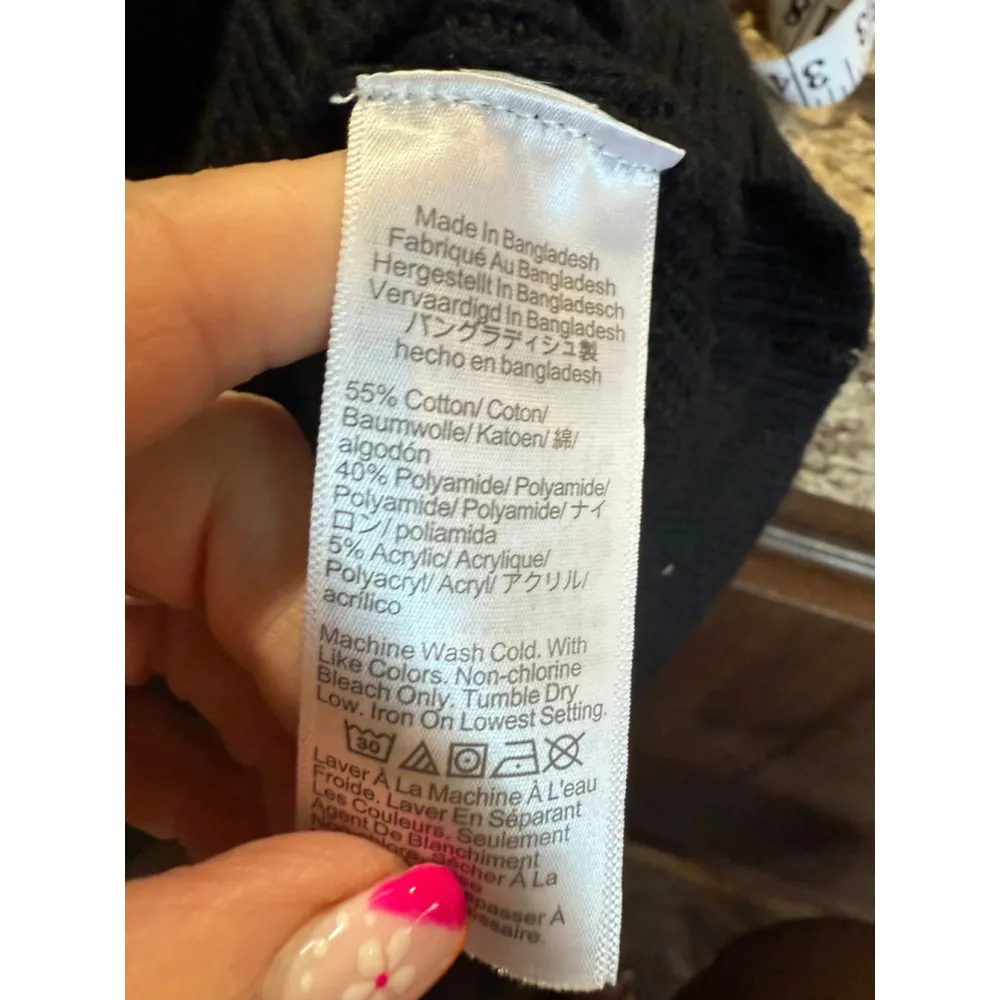 Made In Bangladesh
Fabriqué Au Bangladesh
Hergestellt In Bangladesch
Vervaardigd In Bangladesh
バングラディシュ製
hecho en bangladesh
55% Cotton/ Coton/
Baumwolle/ Katoen/ 綿/
algodón
40% Polyamide/ Polyamide/
Polyamide/ Polyamide/ ナイ
ロン/ poliamida
5% Acrylic/ Acrylique/
Polyacryl/ Acryl/ アクリル/
acrílico
Machine Wash Cold. With
Like Colors. Non-chlorine
Bleach Only. Tumble Dry
Low. Iron On Lowest Setting.
30
Laver À La Machine À L'eau
Froide. Laver En Séparant
Les Couleurs. Seulement
Agent De Blanchiment
Sécher À La
À
3